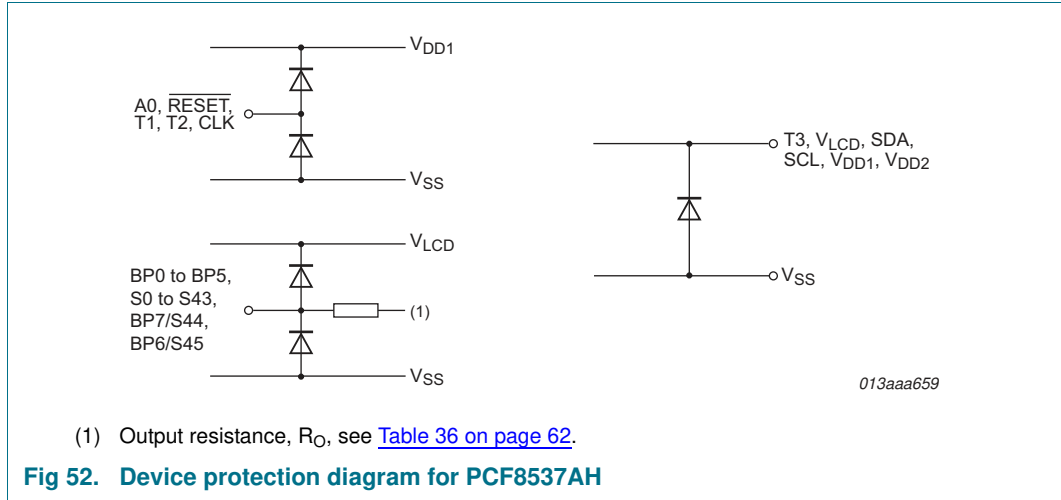 VDD1
A0, RESET,
T1, T2, CLK
VSS
VLCD
BP0 to BP5,
S0 to S43,
BP7/S44,
BP6/S45
(1)
VSS
T3, VLCD, SDA,
SCL, VDD1, VDD2
VSS
013aaa659
(1) Output resistance, RO, see Table 36 on page 62.
Fig 52. Device protection diagram for PCF8537AH